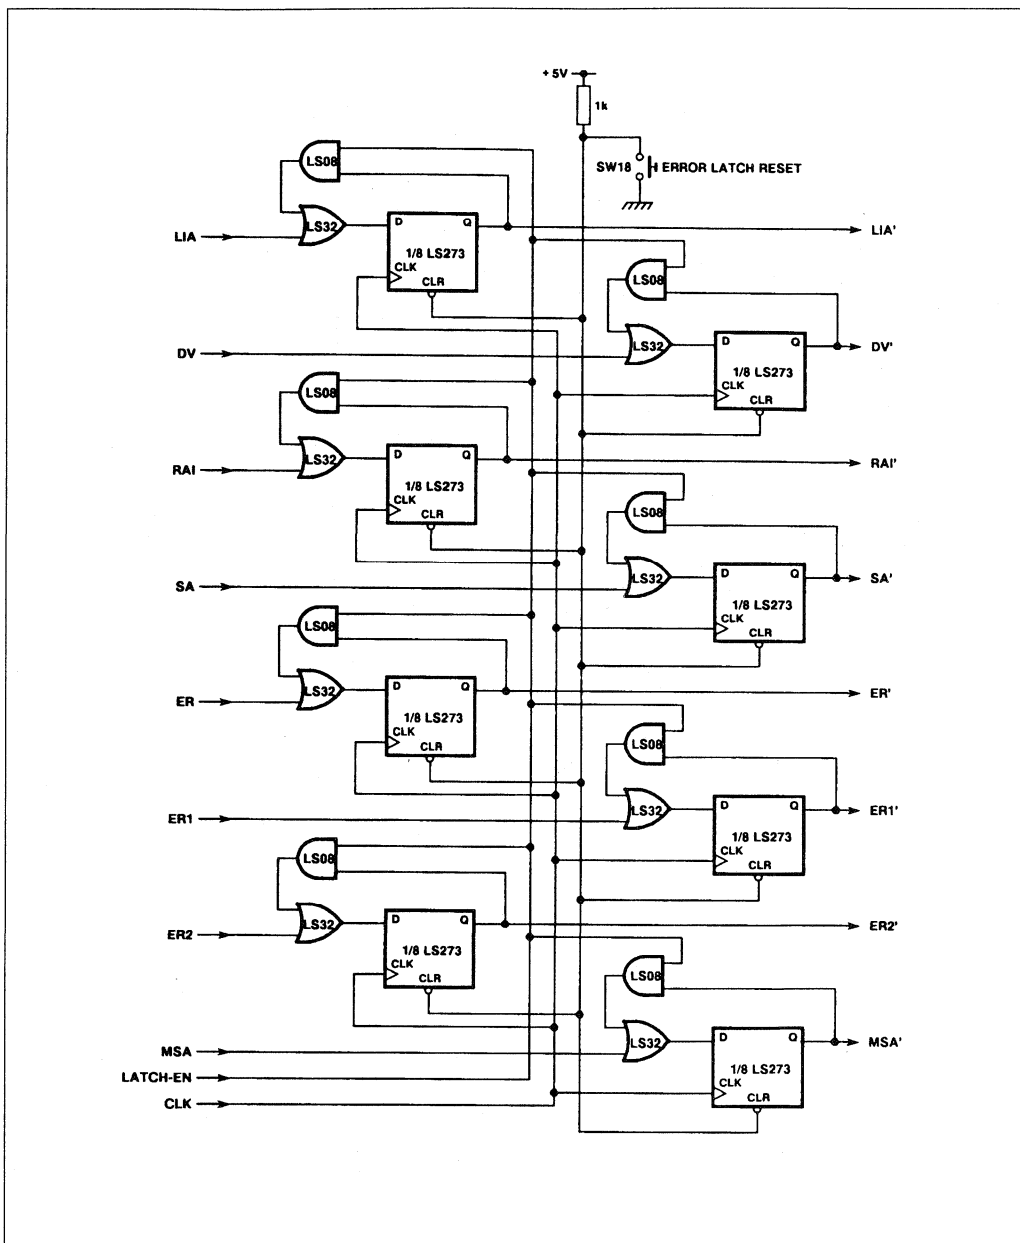 + 5V
1k
SW18 ERROR LATCH RESET
LS08
LIA LS32 D Q LIA'
1/8 LS273
CLK
CLR
LS08
DV LS32 D Q DV'
1/8 LS273
CLK
CLR
LS08
RAI LS32 D Q RAI'
1/8 LS273
CLK
CLR
LS08
SA LS32 D Q SA'
1/8 LS273
CLK
CLR
LS08
ER LS32 D Q ER'
1/8 LS273
CLK
CLR
LS08
ER1 LS32 D Q ER1'
1/8 LS273
CLK
CLR
LS08
ER2 LS32 D Q ER2'
1/8 LS273
CLK
CLR
LS08
MSA LS32 D Q MSA'
1/8 LS273
CLK
CLR
LATCH-EN
CLK